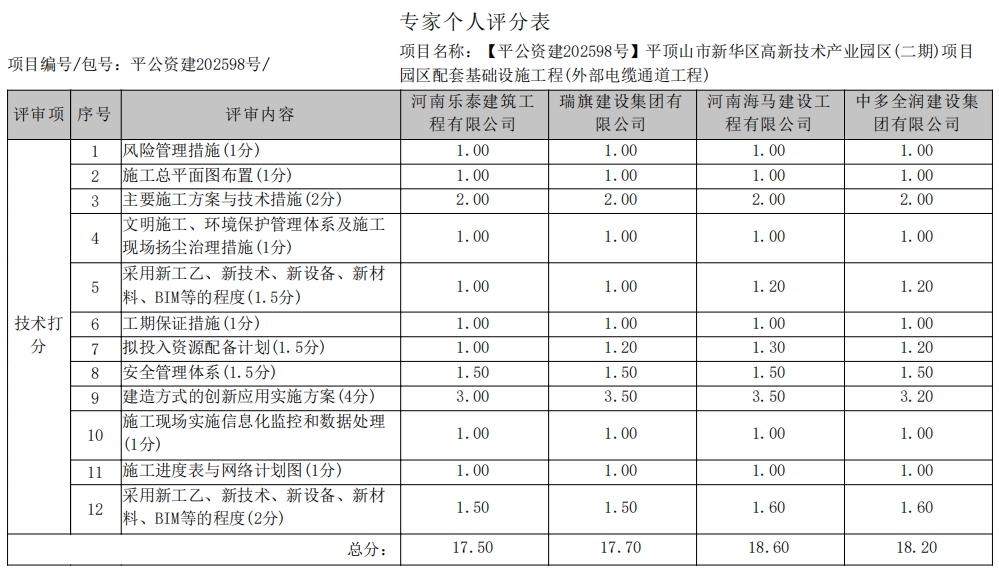 专家个人评分表
项目编号/包号：平公资建202598号/
项目名称：【平公资建202598号】平顶山市新华区高新技术产业园区(二期)项目
园区配套基础设施工程(外部电缆通道工程)
评审项 序号 评审内容 河南乐泰建筑工程有限公司 瑞旗建设集团有限公司 河南海马建设工程有限公司 中多全润建设集团有限公司
技术打分
1 风险管理措施(1分) 1.00 1.00 1.00 1.00
2 施工总平面图布置(1分) 1.00 1.00 1.00 1.00
3 主要施工方案与技术措施(2分) 2.00 2.00 2.00 2.00
4 文明施工、环境保护管理体系及施工
现场扬尘治理措施(1分) 1.00 1.00 1.00 1.00
5 采用新工乙、新技术、新设备、新材
料、BIM等的程度(1.5分) 1.00 1.00 1.20 1.20
6 工期保证措施(1分) 1.00 1.00 1.00 1.00
7 拟投入资源配备计划(1.5分) 1.00 1.20 1.30 1.20
8 安全管理体系(1.5分) 1.50 1.50 1.50 1.50
9 建造方式的创新应用实施方案(4分) 3.00 3.50 3.50 3.20
10 施工现场实施信息化监控和数据处理
(1分) 1.00 1.00 1.00 1.00
11 施工进度表与网络计划图(1分) 1.00 1.00 1.00 1.00
12 采用新工乙、新技术、新设备、新材
料、BIM等的程度(2分) 1.50 1.50 1.60 1.60
总分： 17.50 17.70 18.60 18.20